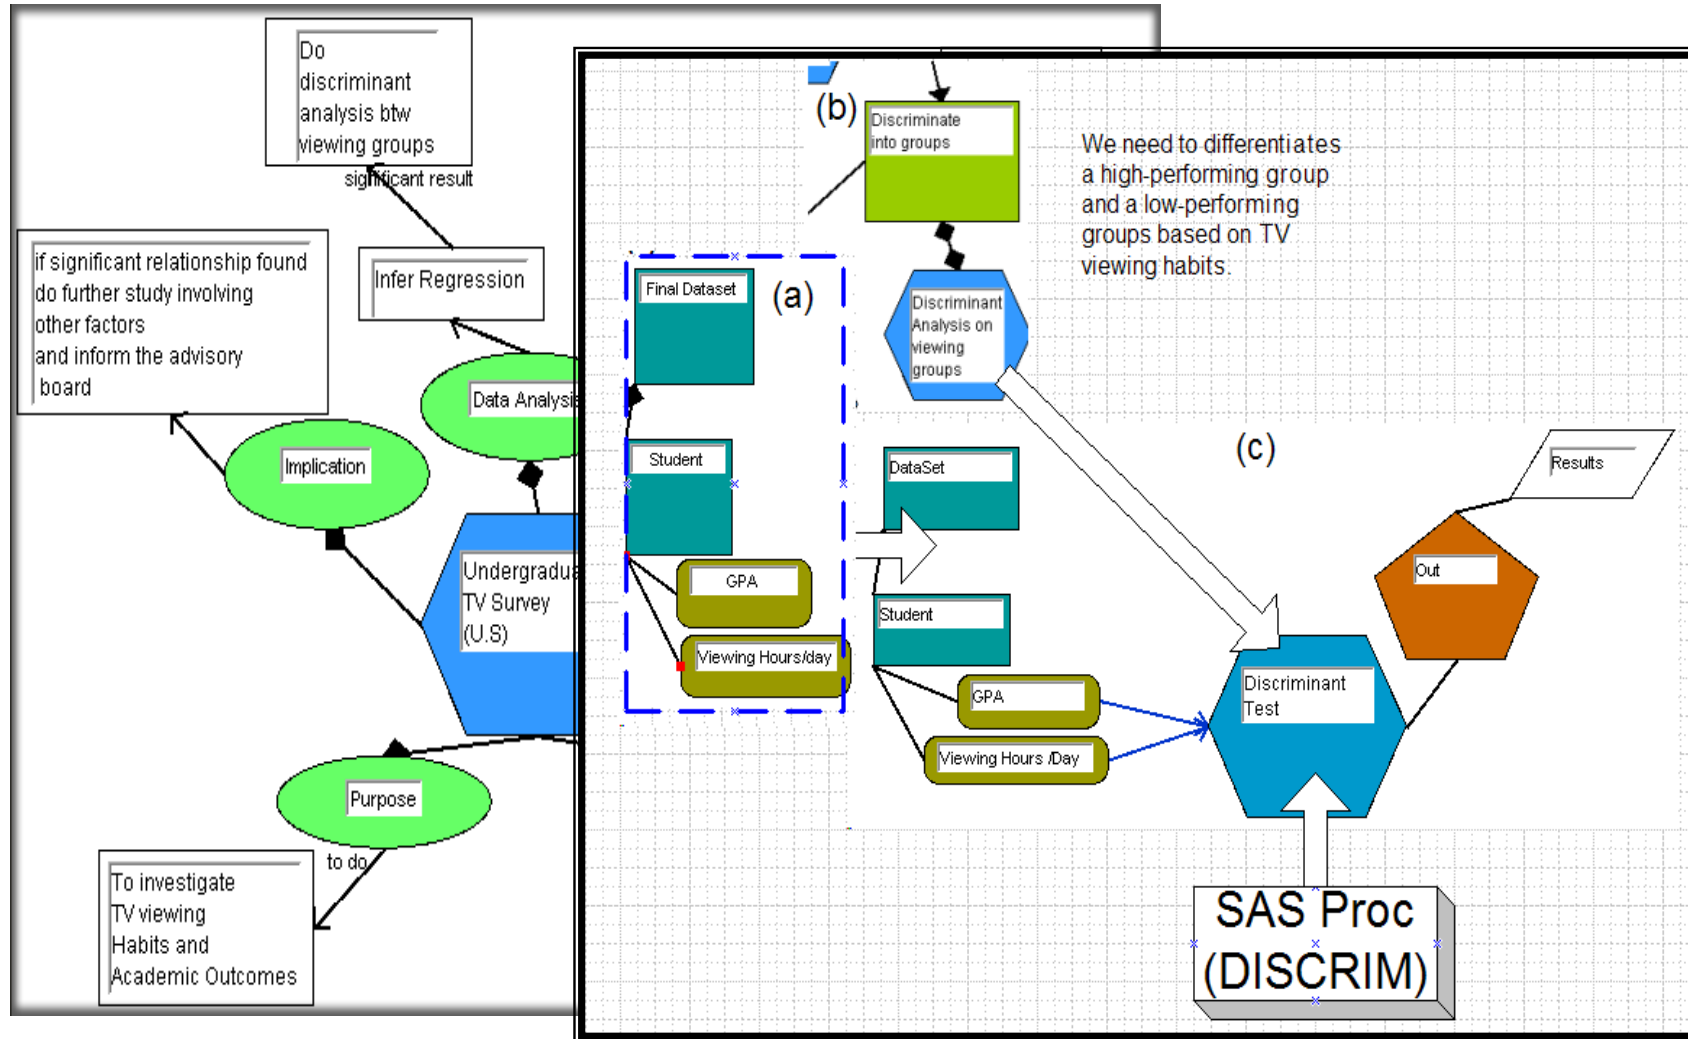 Do
discriminant
analysis btw
viewing groups
significant result
if significant relationship found
do further study involving
other factors
and inform the advisory
board
Infer Regression
Data Analysis
Implication
TV Survey
(U.S)
Purpose
to do
To investigate
TV viewing
Habits and
Academic Outcomes
(b)
Discriminate
into groups
We need to differentiates
a high-performing group
and a low-performing
groups based on TV
viewing habits.
(a)
Final Dataset
Student
GPA
Viewing Hours/day
Discriminant
Analysis on
viewing
groups
(c)
DataSet
Student
GPA
Viewing Hours /Day
Results
Out
Discriminant
Test
SAS Proc
(DISCRIM)